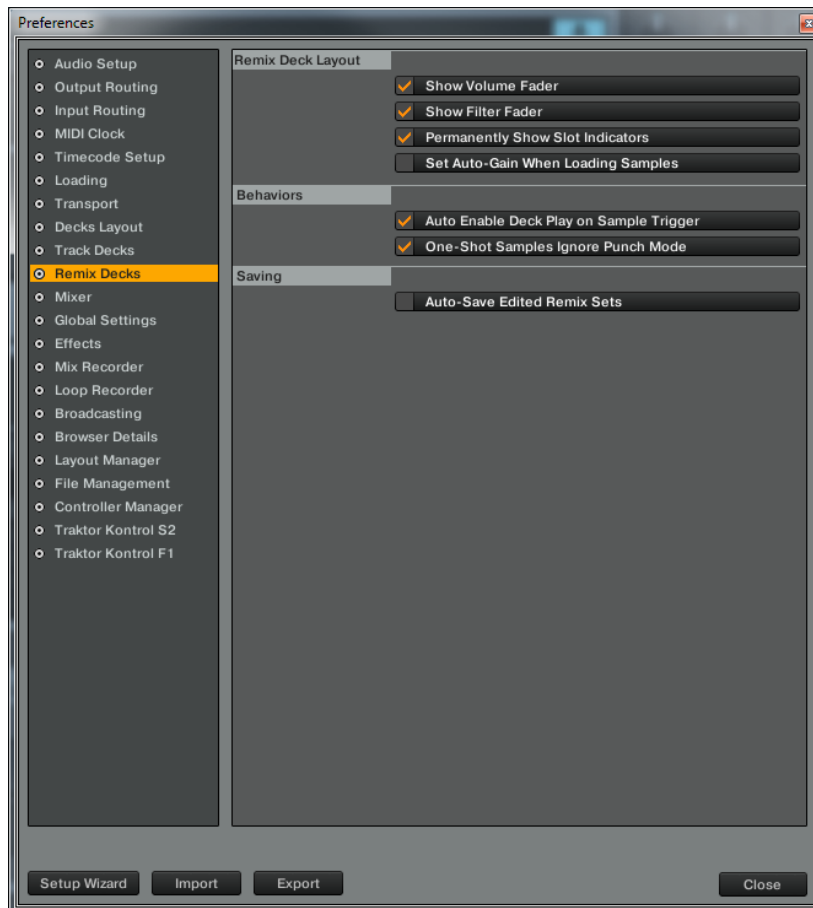 Preferences
Audio Setup
Output Routing
Input Routing
MIDI Clock
Timecode Setup
Loading
Transport
Decks Layout
Track Decks
Remix Decks
Mixer
Global Settings
Effects
Mix Recorder
Loop Recorder
Broadcasting
Browser Details
Layout Manager
File Management
Controller Manager
Traktor Kontrol S2
Traktor Kontrol F1
Remix Deck Layout
Show Volume Fader
Show Filter Fader
Permanently Show Slot Indicators
Set Auto-Gain When Loading Samples
Behaviors
Auto Enable Deck Play on Sample Trigger
One-Shot Samples Ignore Punch Mode
Saving
Auto-Save Edited Remix Sets
Setup Wizard
Import
Export
Close